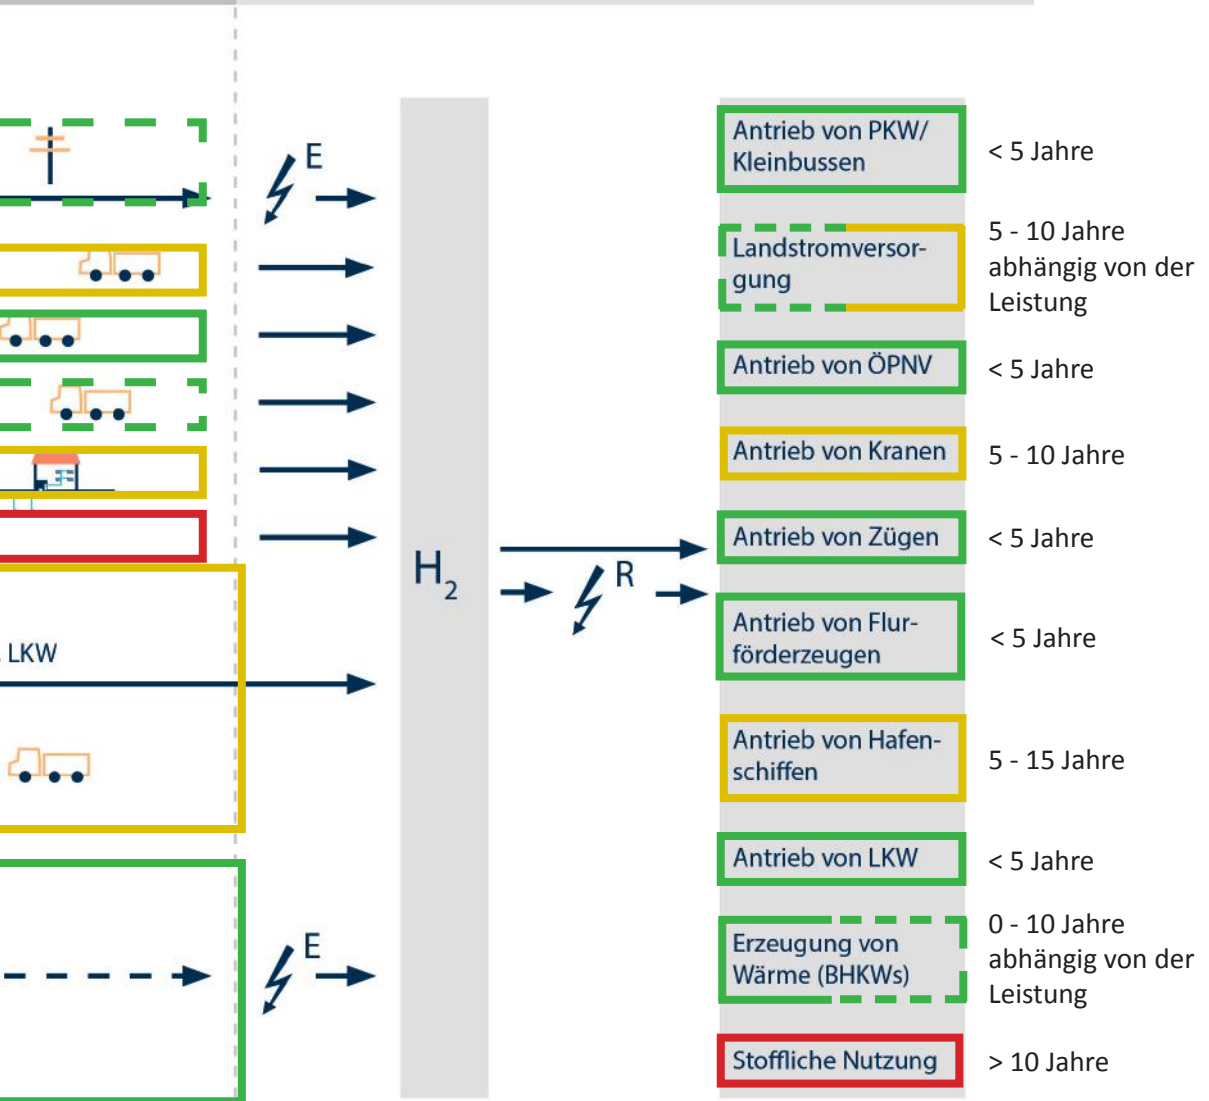 E
LKW
E
H2
R
Antrieb von PKW/
Kleinbussen
< 5 Jahre
Landstromversor-
gung
5 - 10 Jahre
abhängig von der
Leistung
Antrieb von ÖPNV
< 5 Jahre
Antrieb von Kranen
5 - 10 Jahre
Antrieb von Zügen
< 5 Jahre
Antrieb von Flur-
förderzeugen
< 5 Jahre
Antrieb von Hafen-
schiffen
5 - 15 Jahre
Antrieb von LKW
< 5 Jahre
Erzeugung von
Wärme (BHKWs)
0 - 10 Jahre
abhängig von der
Leistung
Stoffliche Nutzung
> 10 Jahre